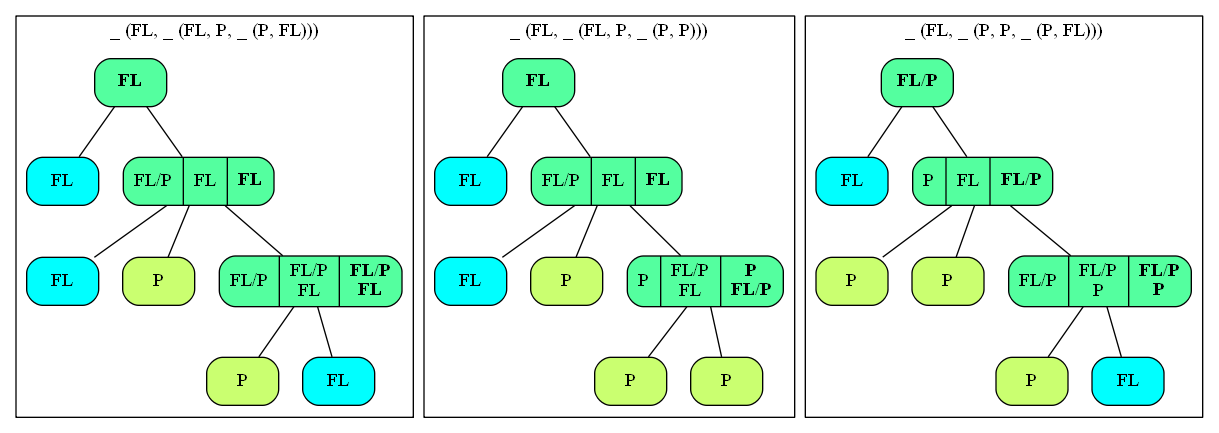 _ (FL, _ (FL, P, _ (P, FL)))
FL
FL
FL/P FL FL
FL
P
FL/P
FL/P
FL
FL/P
FL
P
FL
_ (FL, _ (FL, P, _ (P, P)))
FL
FL
FL/P FL FL
FL
P
P
FL/P
FL
P
FL/P
P
P
_ (FL, _ (P, P, _ (P, FL)))
FL/P
FL
P FL FL/P
P
P
FL/P
FL/P
P
FL/P
P
P
FL